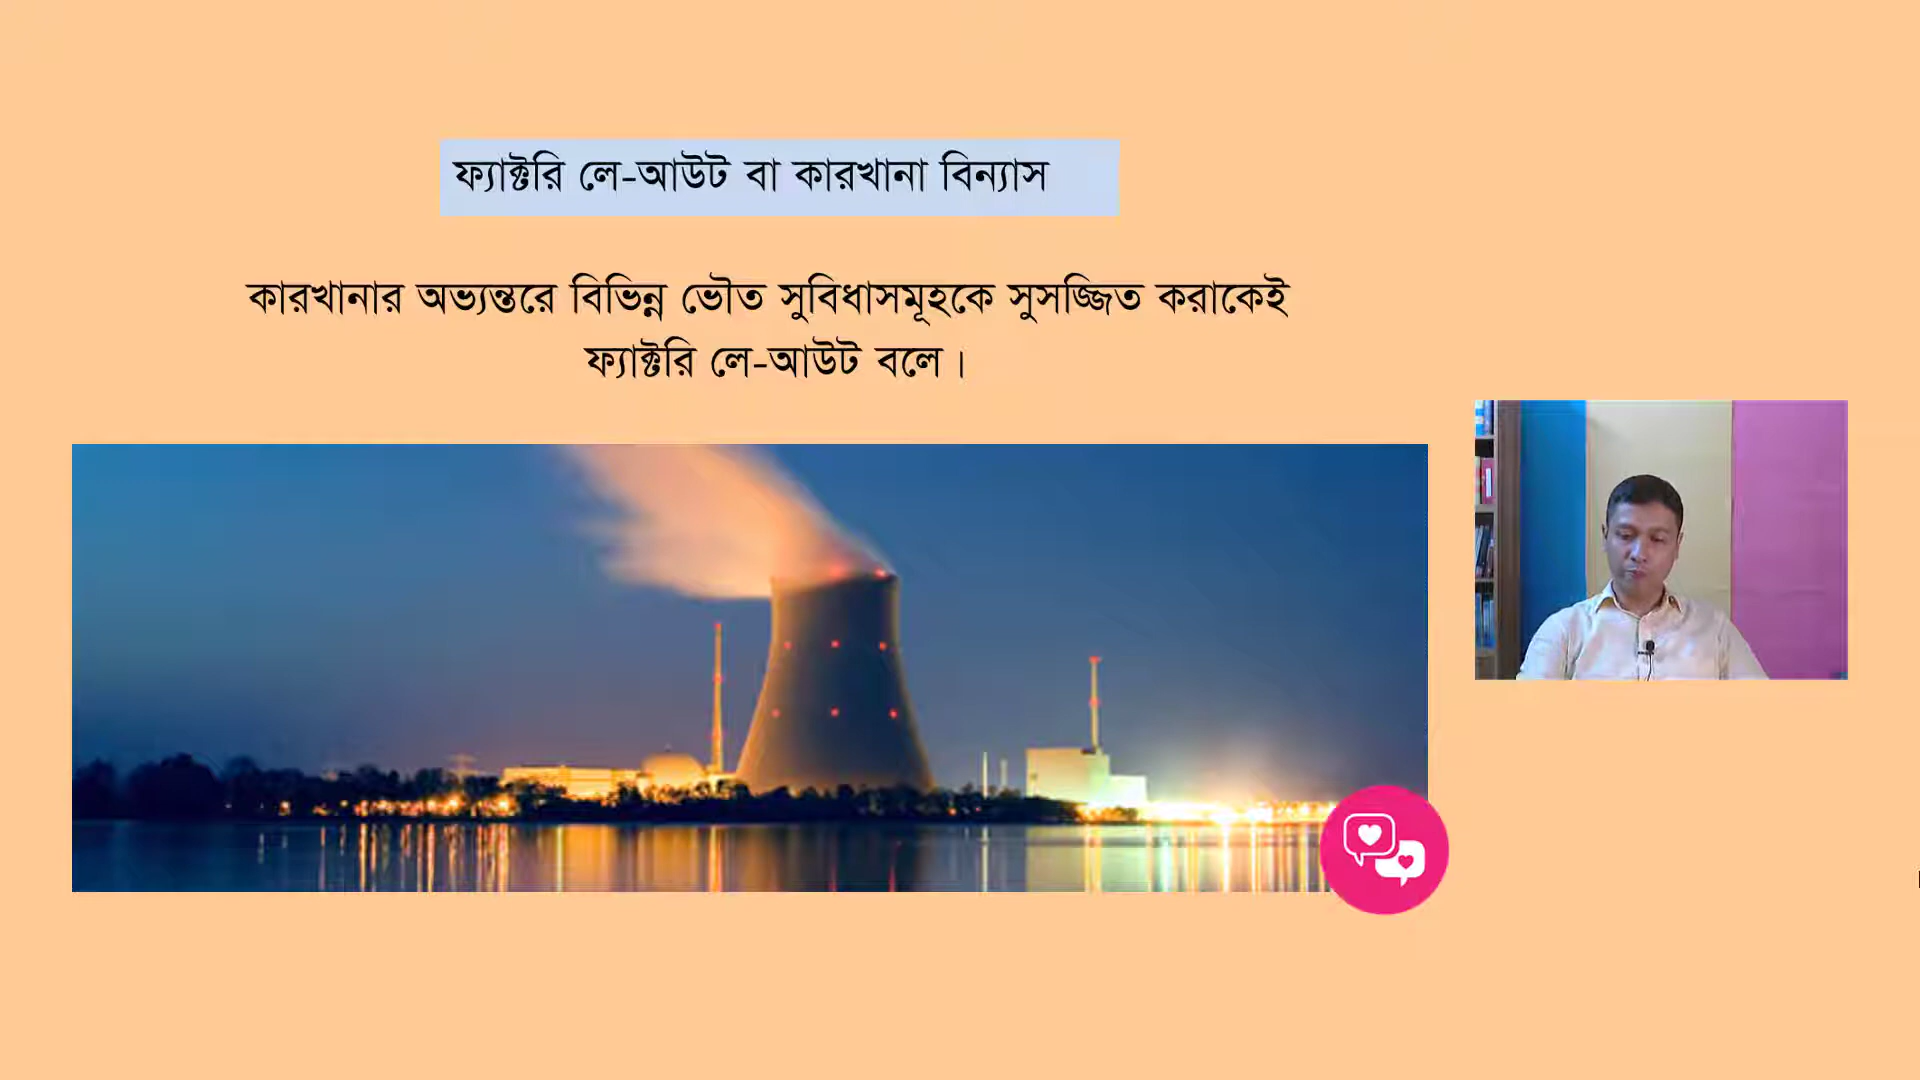 ফ্যাক্টরি লে-আউট বা কারখানা বিন্যাস
কারখানার অভ্যন্তরে বিভিন্ন ভৌত সুবিধাসমূহকে সুসজ্জিত করাকেই
ফ্যাক্টরি লে-আউট বলে।